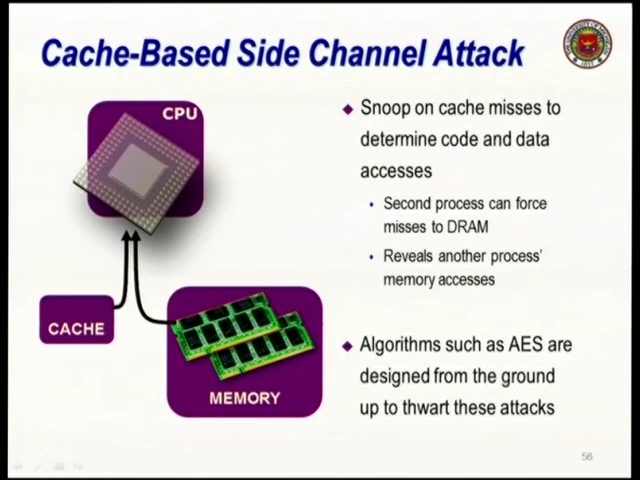 Cache-Based Side Channel Attack
CPU
CACHE
MEMORY
Snoop on cache misses to
determine code and data
accesses
Second process can force
misses to DRAM
Reveals another process'
memory accesses
Algorithms such as AES are
designed from the ground
up to thwart these attacks
56